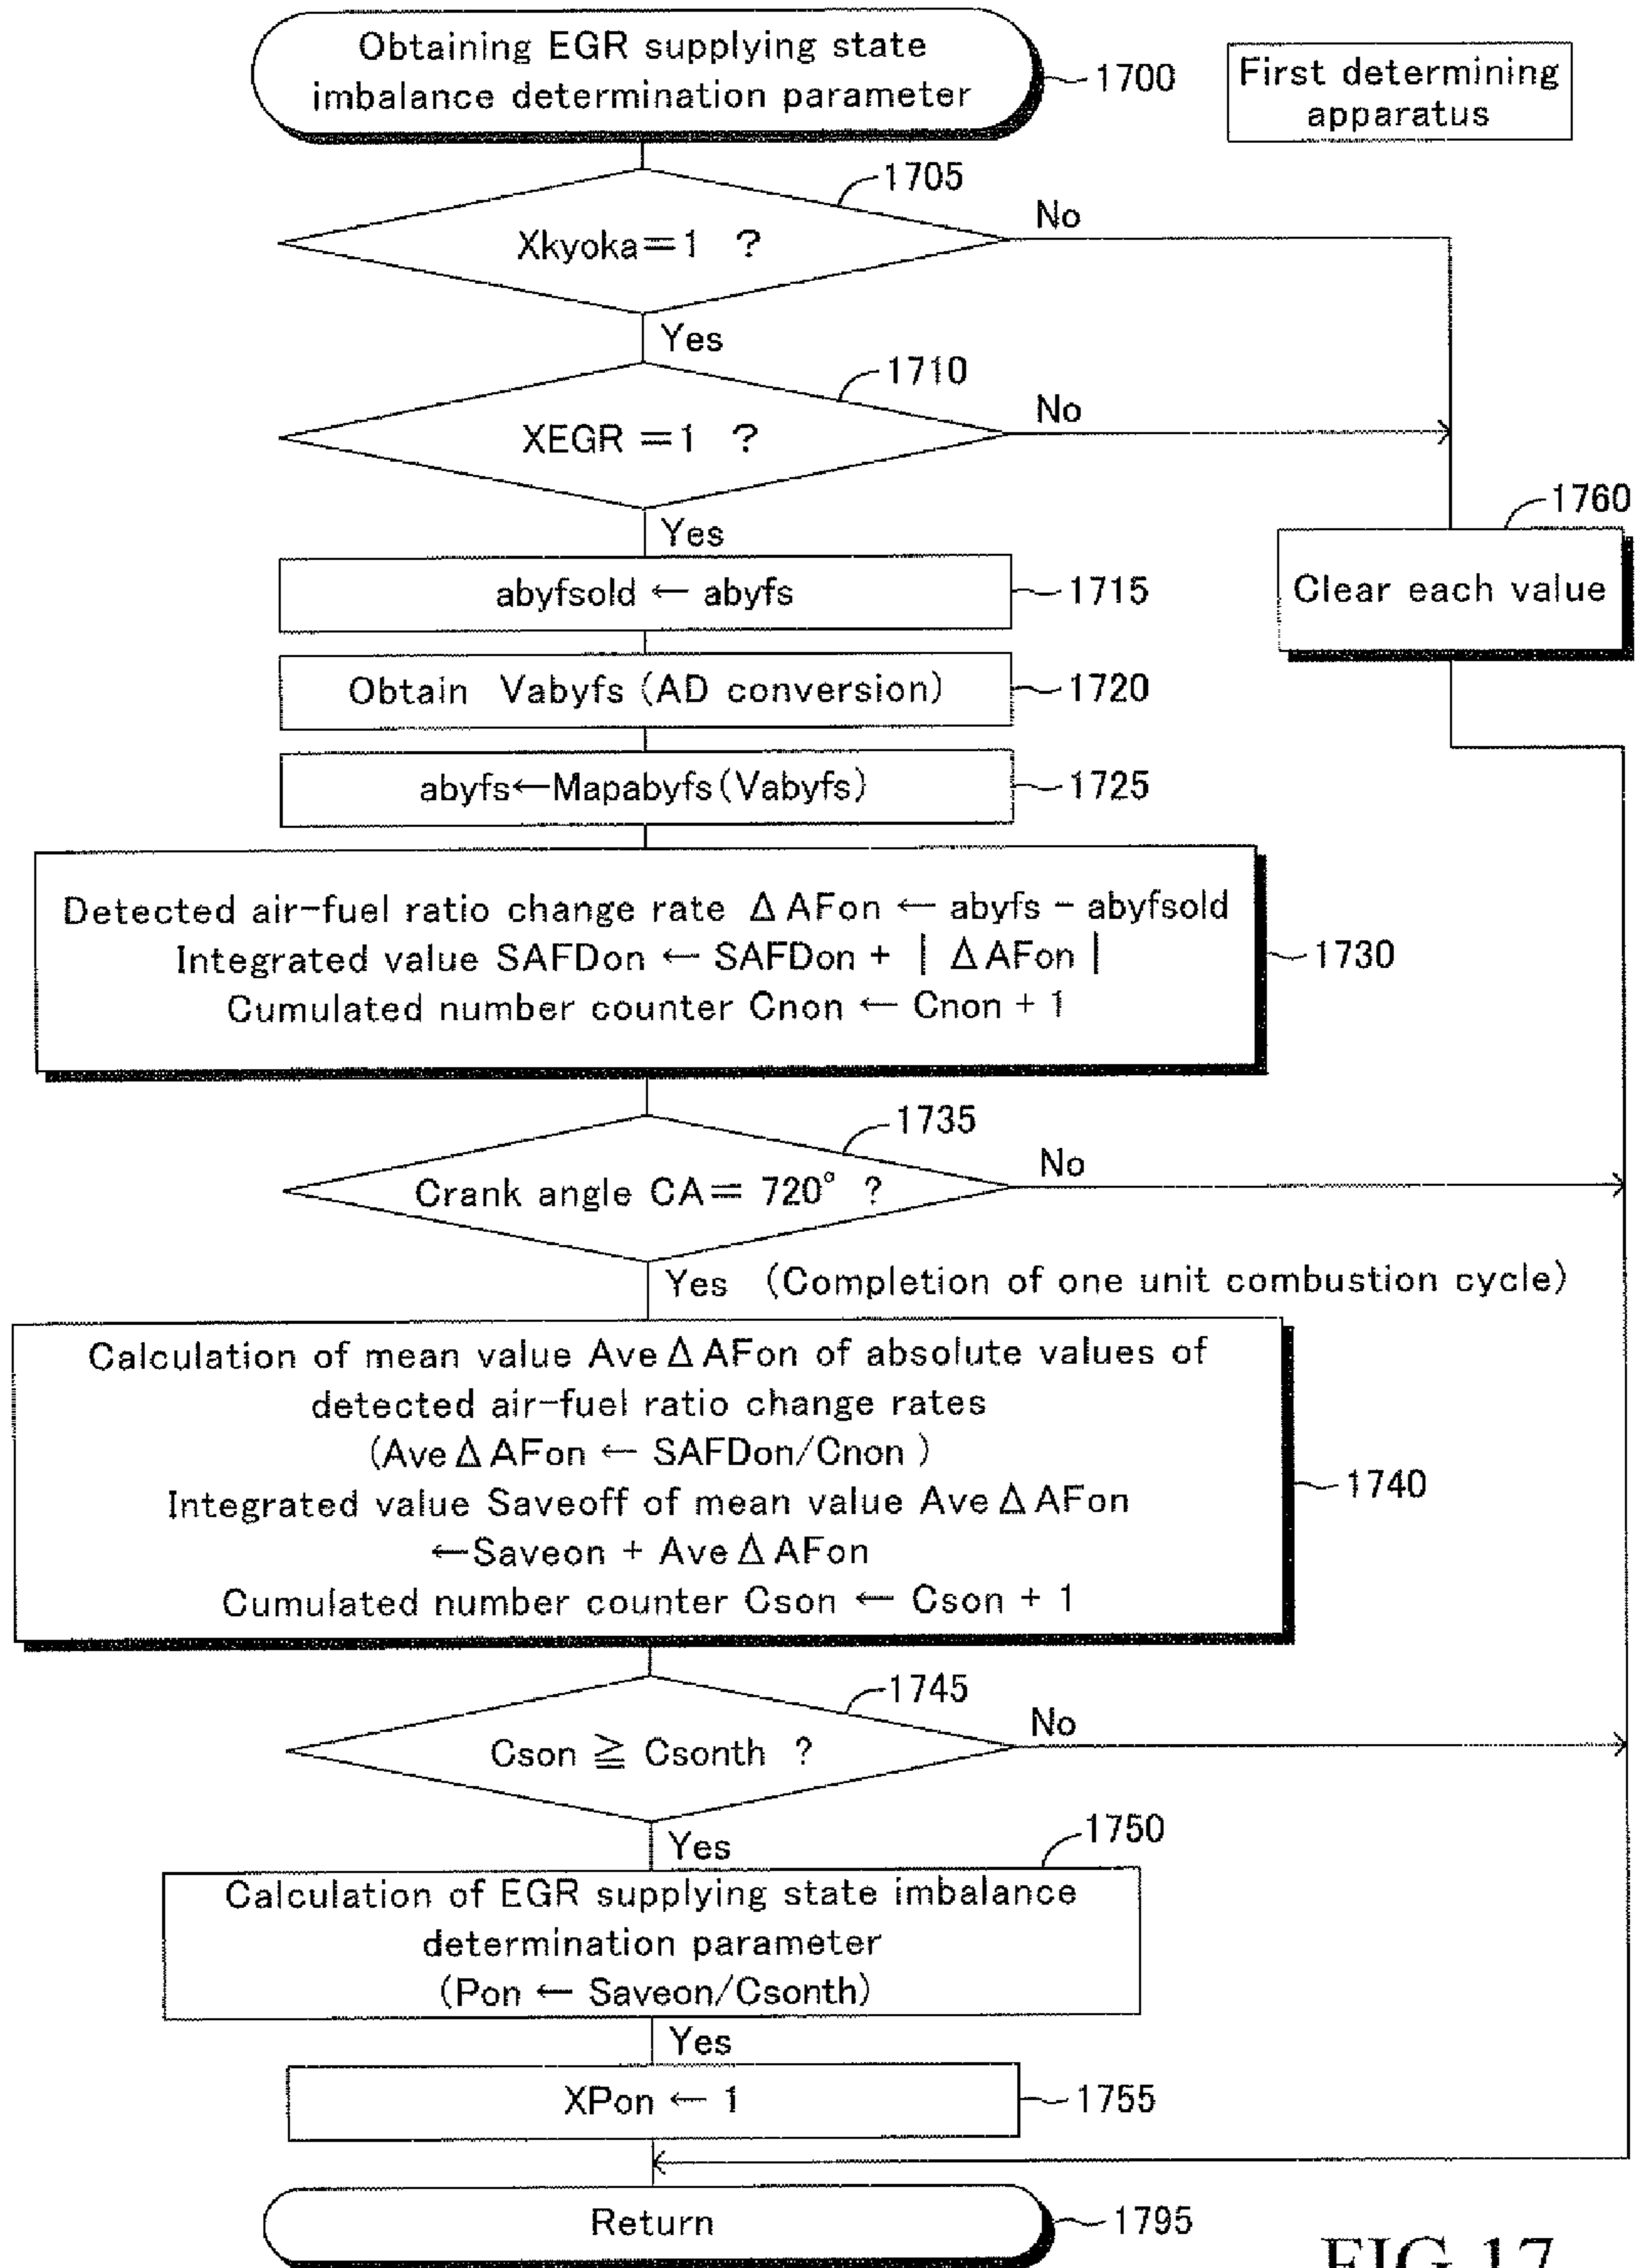 Obtaining EGR supplying state
imbalance determination parameter
1700
First determining
apparatus
1705
Xkyoka=1 ?
No
Yes
1710
XEGR =1 ?
No
Yes
1760
Clear each value
abyfsold ← abyfs
1715
Obtain Vabyfs (AD conversion)
1720
abyfs←Mapabyfs(Vabyfs)
1725
Detected air-fuel ratio change rate ΔAFon ← abyfs - abyfsold
Integrated value SAFDon ← SAFDon + | ΔAFon |
Cumulated number counter Cnon ← Cnon + 1
1730
1735
Crank angle CA= 720° ?
No
Yes (Completion of one unit combustion cycle)
Calculation of mean value AveΔAFon of absolute values of
detected air-fuel ratio change rates
(AveΔAFon ← SAFDon/Cnon )
Integrated value Saveoff of mean value AveΔAFon
←Saveon + AveΔAFon
Cumulated number counter Cson ← Cson + 1
1740
1745
Cson ≧ Csonth ?
No
Yes
1750
Calculation of EGR supplying state imbalance
determination parameter
(Pon ← Saveon/Csonth)
Yes
XPon ← 1
1755
Return
1795
FIG.17